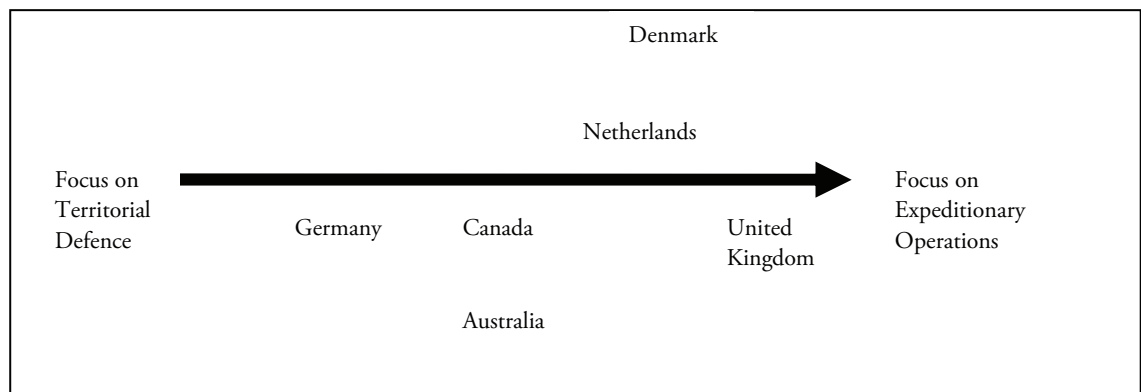 Denmark
Netherlands
Focus on
Territorial
Defence
Germany
Canada
United
Kingdom
Focus on
Expeditionary
Operations
Australia